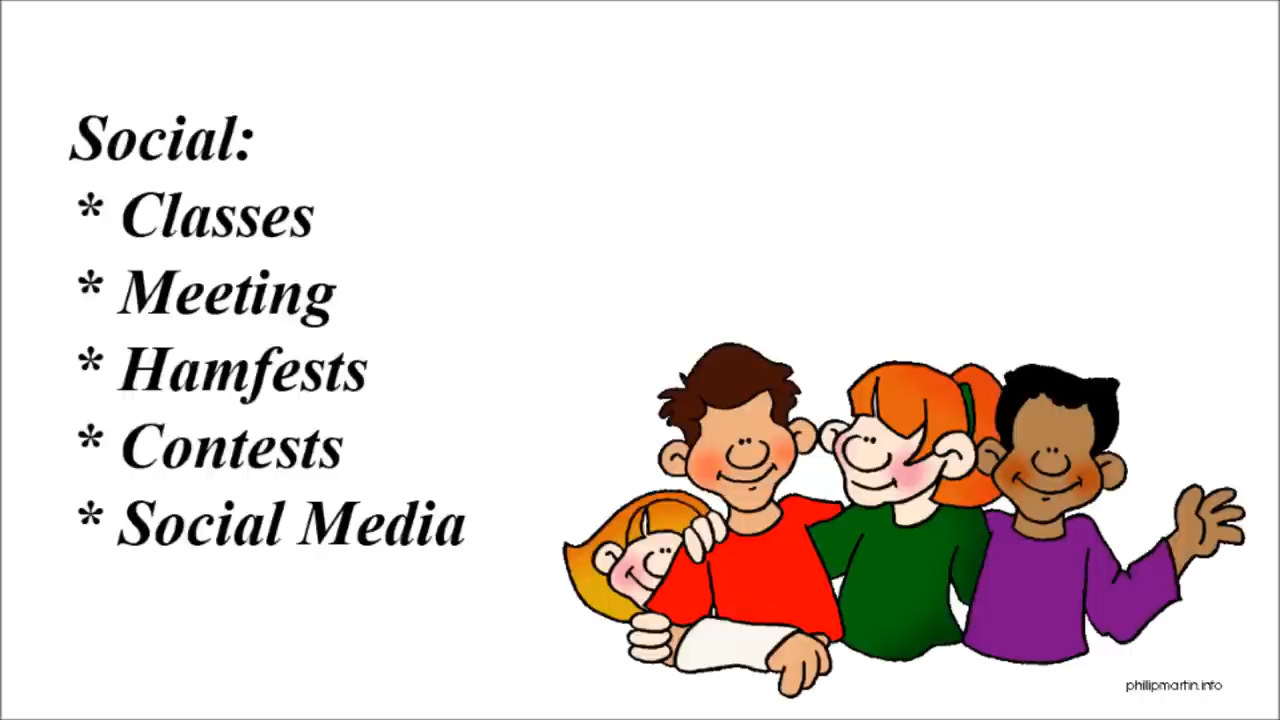 Social:
* Classes
* Meeting
* Hamfests
* Contests
* Social Media
phillipmartin.info